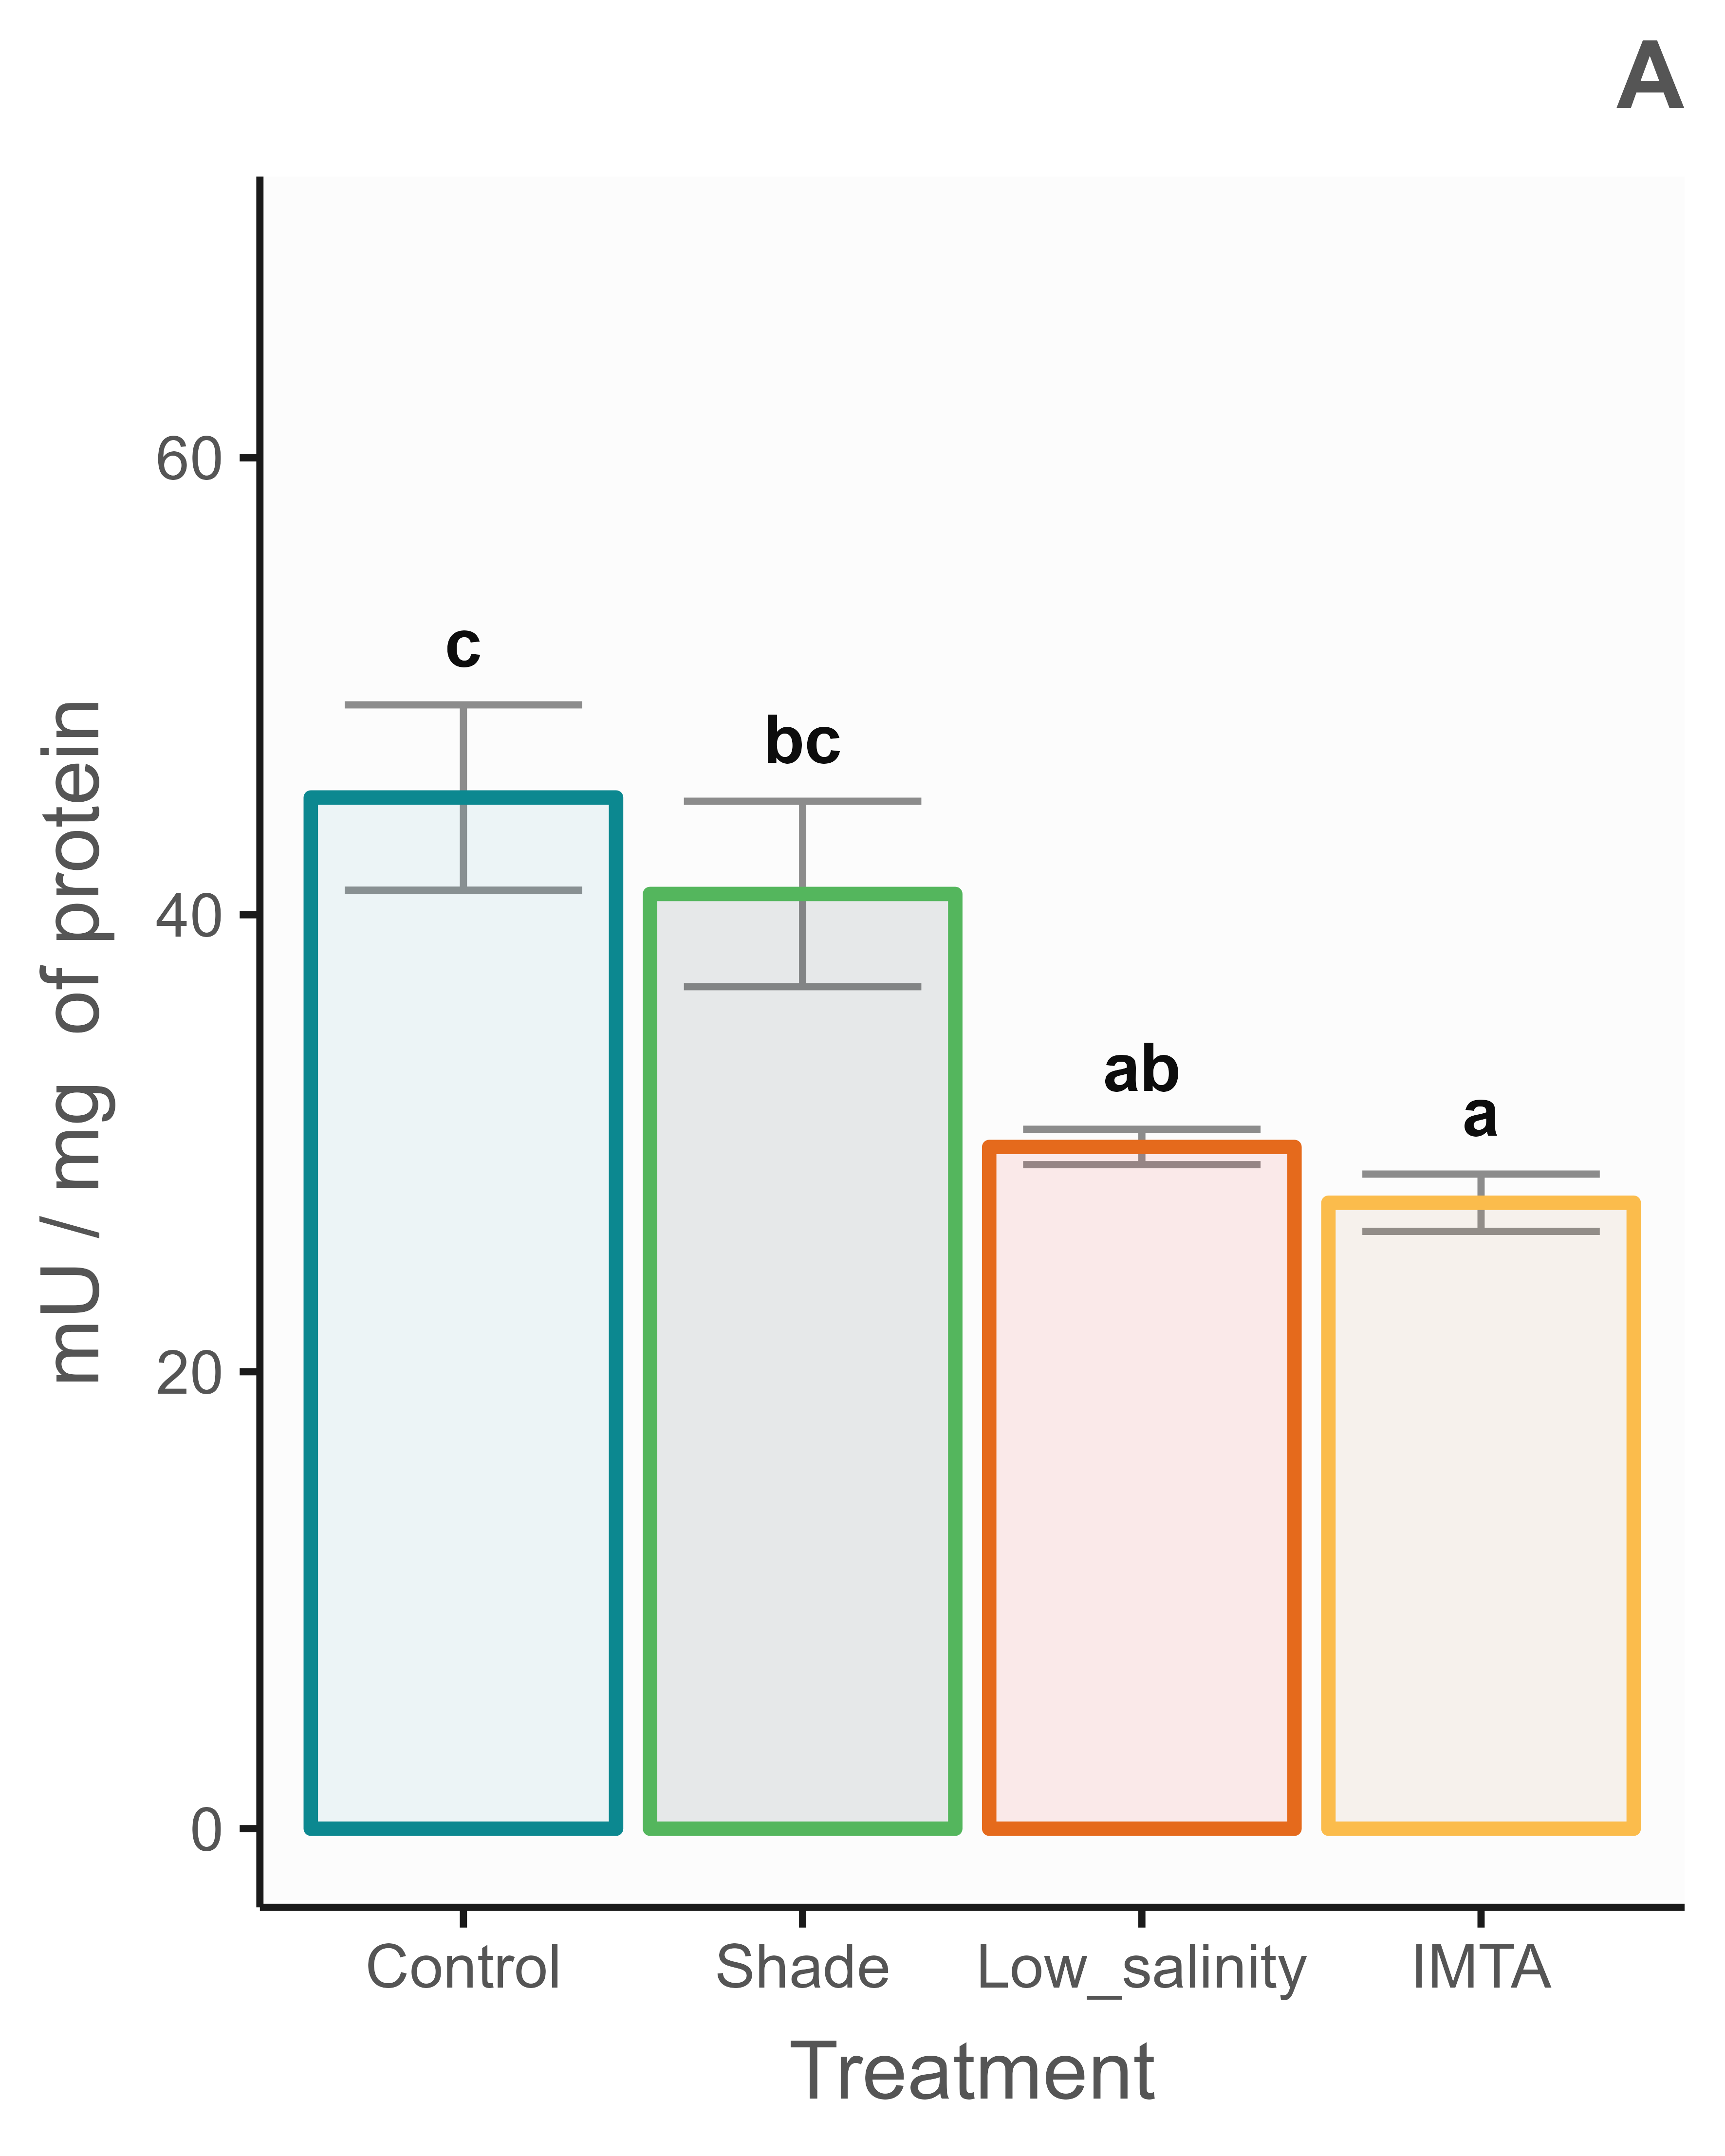 A
mU / mg of protein
60
40
20
0
c
bc
ab
a
Control
Shade
Low_salinity
IMTA
Treatment